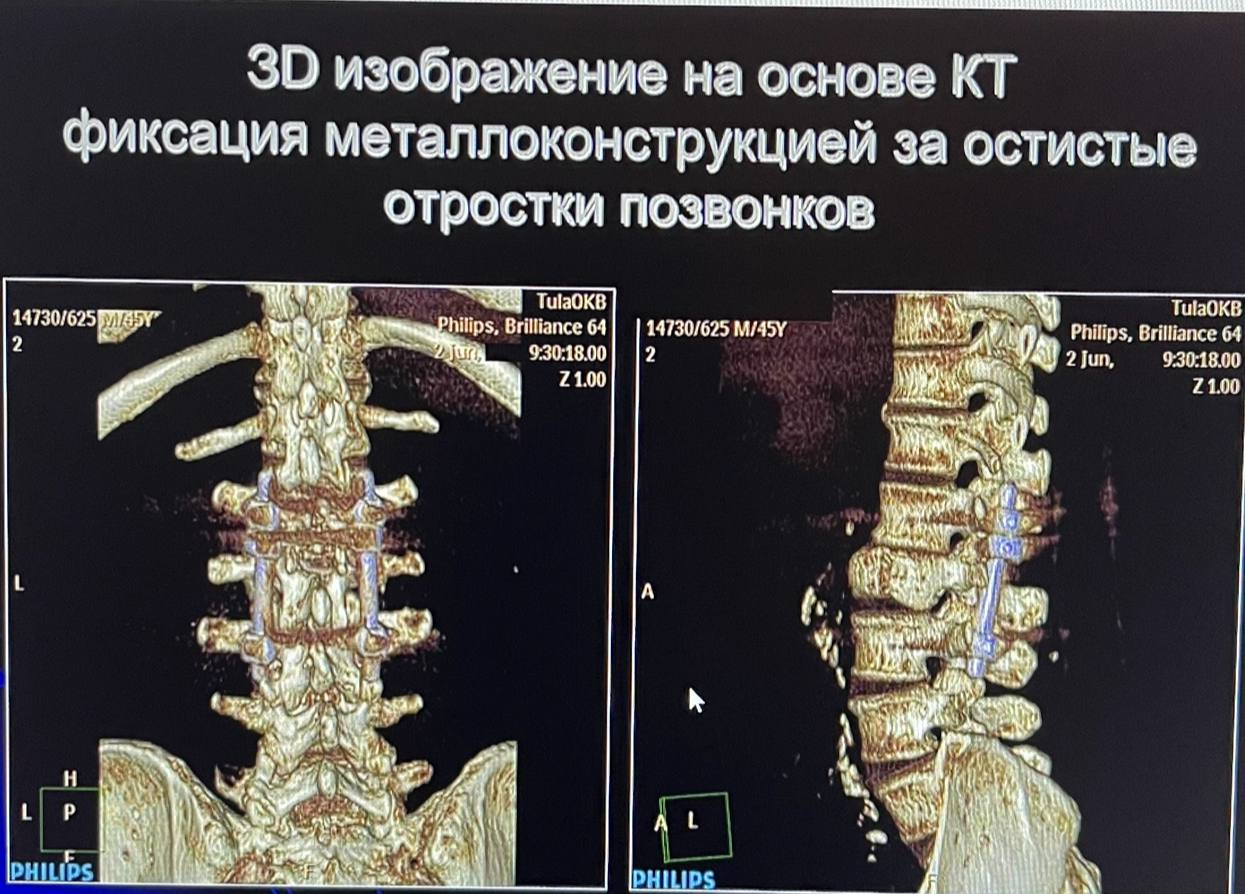 3D изображение на основе КТ
фиксация металлоконструкцией за остистые
отростки позвонков
14730/625 M/45Y
2
TulaOKB
Philips, Brilliance 64
2 Jun, 9:30:18.00
Z 1.00
L
H
L P
F
PHILIPS
14730/625 M/45Y
2
TulaOKB
Philips, Brilliance 64
2 Jun, 9:30:18.00
Z 1.00
A
A L
PHILIPS